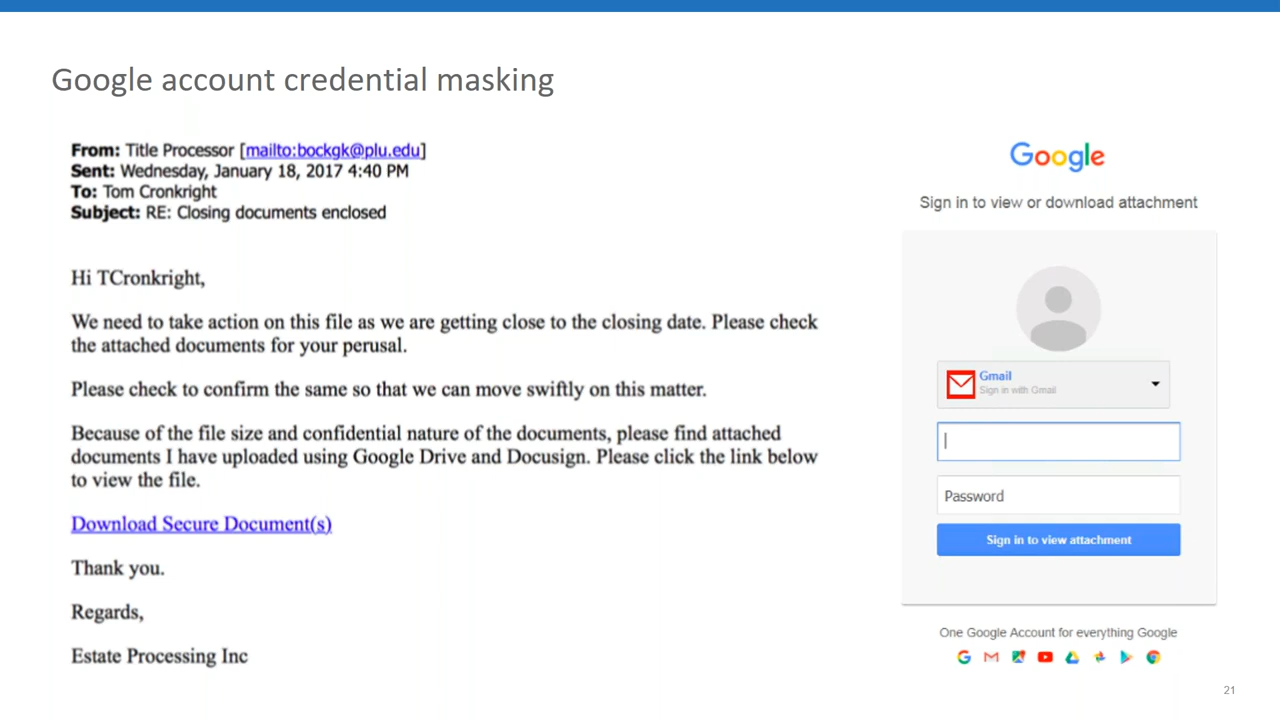 Google account credential masking
From: Title Processor [mailto:bockgk@plu.edu]
Sent: Wednesday, January 18, 2017 4:40 PM
To: Tom Cronkright
Subject: RE: Closing documents enclosed
Hi TCronkright,
We need to take action on this file as we are getting close to the closing date. Please check
the attached documents for your perusal.
Please check to confirm the same so that we can move swiftly on this matter.
Because of the file size and confidential nature of the documents, please find attached
documents I have uploaded using Google Drive and Docusign. Please click the link below
to view the file.
Download Secure Document(s)
Thank you.
Regards,
Estate Processing Inc
Google
Sign in to view or download attachment
Gmail
Sign in with Gmail
Password
Sign in to view attachment
One Google Account for everything Google
21